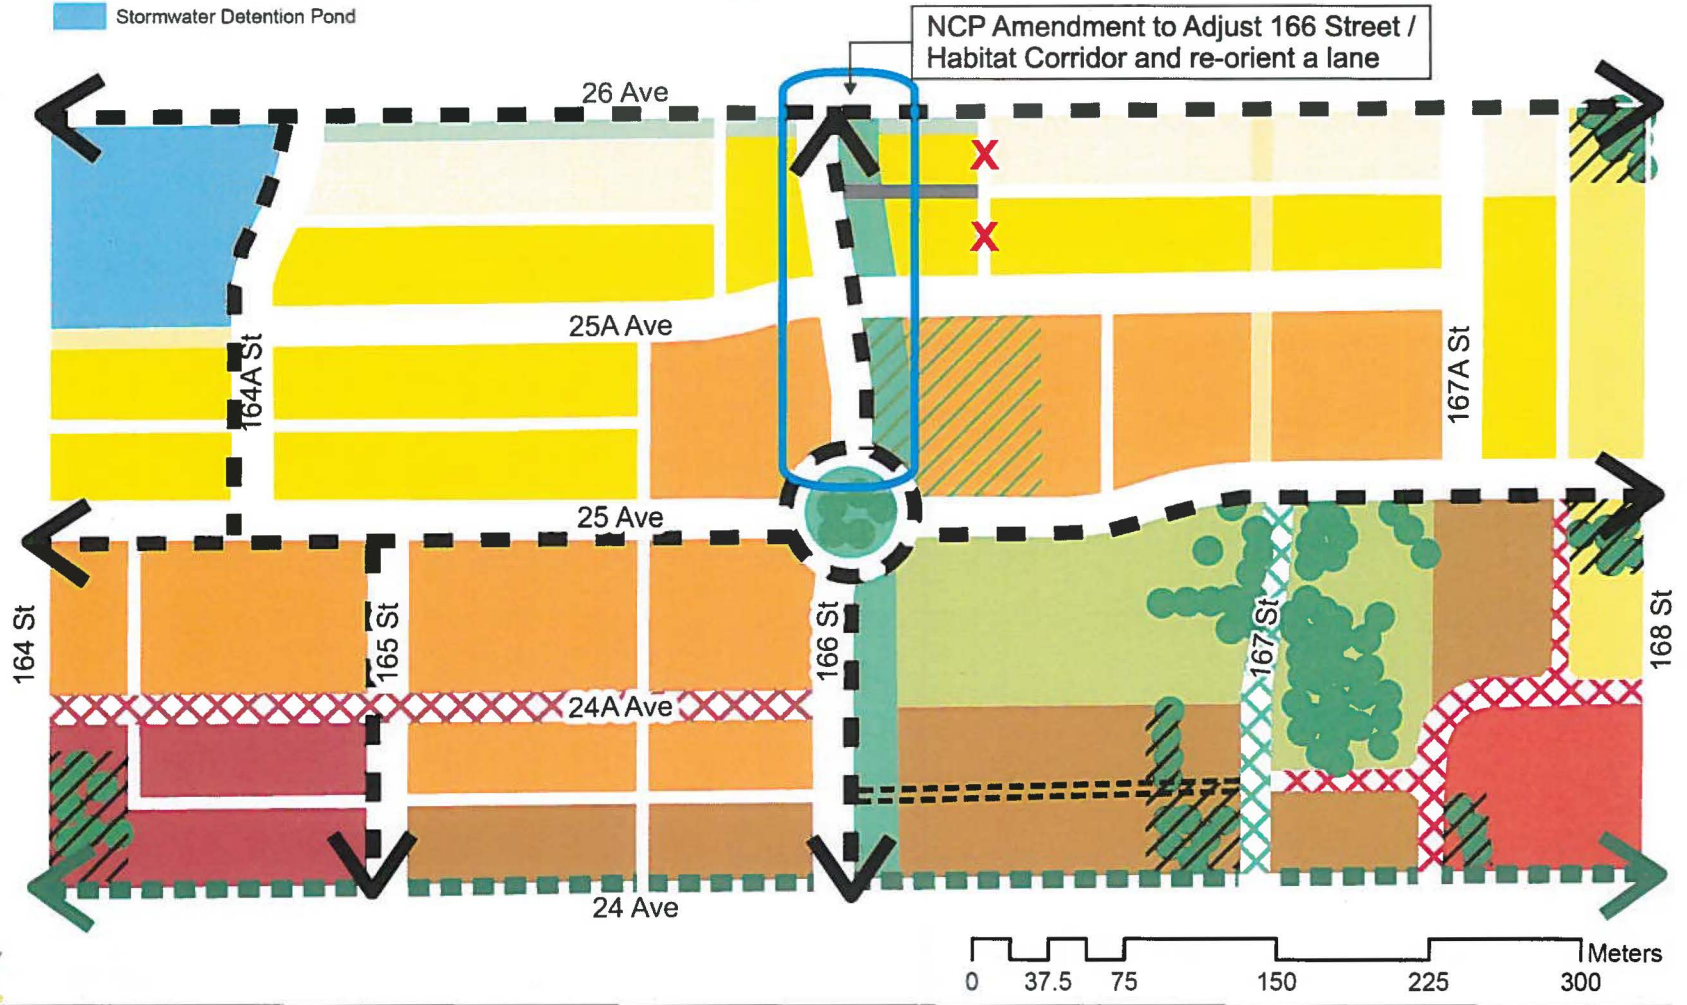 Stormwater Detention Pond
NCP Amendment to Adjust 166 Street /
Habitat Corridor and re-orient a lane
26 Ave
X
X
25A Ave
164A St
167A St
25 Ave
164 St
165 St
166 St
167 St
168 St
24A Ave
24 Ave
Meters
0 37.5 75 150 225 300